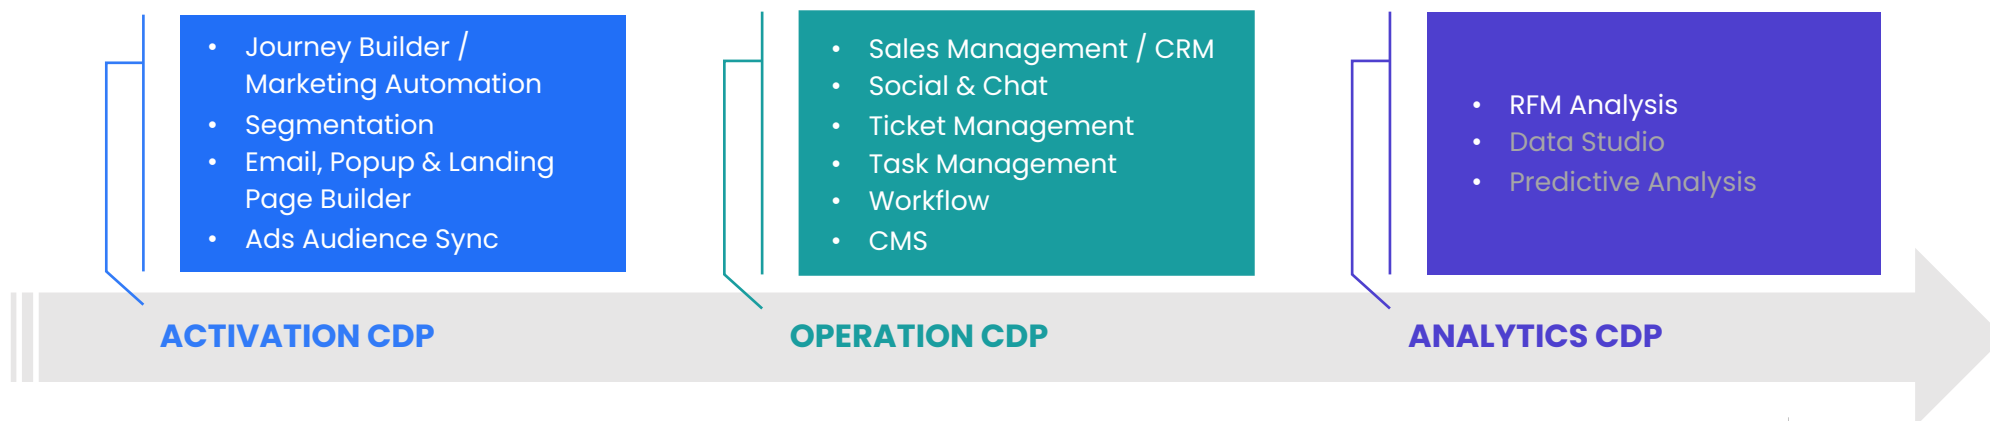 • Journey Builder /
Marketing Automation
• Segmentation
• Email, Popup & Landing
Page Builder
• Ads Audience Sync
ACTIVATION CDP
• Sales Management / CRM
• Social & Chat
• Ticket Management
• Task Management
• Workflow
• CMS
OPERATION CDP
• RFM Analysis
• Data Studio
• Predictive Analysis
ANALYTICS CDP